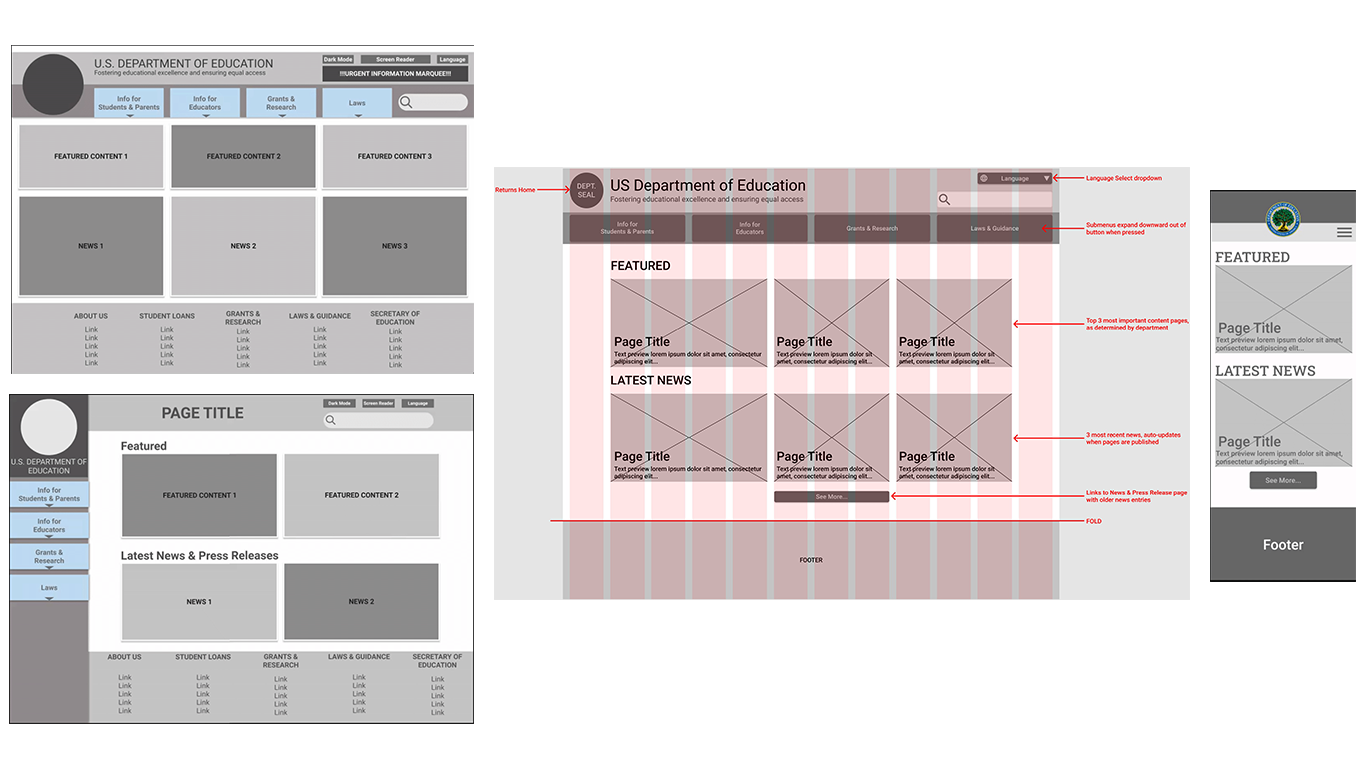 U.S. DEPARTMENT OF EDUCATION
Fostering educational excellence and ensuring equal access
Dark Mode
Screen Reader
Language
!!!URGENT INFORMATION MARQUEE!!!
Info for
Students & Parents
Info for
Educators
Grants &
Research
Laws
FEATURED CONTENT 1
FEATURED CONTENT 2
FEATURED CONTENT 3
NEWS 1
NEWS 2
NEWS 3
ABOUT US
Link
Link
Link
Link
Link
STUDENT LOANS
Link
Link
Link
Link
Link
GRANTS &
RESEARCH
Link
Link
Link
Link
Link
LAWS & GUIDANCE
Link
Link
Link
Link
Link
SECRETARY OF
EDUCATION
Link
Link
Link
Link
Link
U.S. DEPARTMENT OF
EDUCATION
Info for
Students & Parents
Info for
Educators
Grants &
Research
Laws
PAGE TITLE
Dark Mode
Screen Reader
Language
Featured
FEATURED CONTENT 1
FEATURED CONTENT 2
Latest News & Press Releases
NEWS 1
NEWS 2
ABOUT US
Link
Link
Link
Link
Link
STUDENT LOANS
Link
Link
Link
Link
Link
GRANTS &
RESEARCH
Link
Link
Link
Link
Link
LAWS & GUIDANCE
Link
Link
Link
Link
Link
SECRETARY OF
EDUCATION
Link
Link
Link
Link
Link
Returns Home
DEPT.
SEAL
US Department of Education
Fostering educational excellence and ensuring equal access
Language
Language Select dropdown
Info for
Students & Parents
Info for
Educators
Grants & Research
Laws & Guidance
Submenus expand downward out of
button when pressed
FEATURED
Page Title
Text preview lorem ipsum dolor sit amet, consectetur
adipiscing elit...
Page Title
Text preview lorem ipsum dolor sit
amet, consectetur adipiscing elit...
Page Title
Text preview lorem ipsum dolor sit
amet, consectetur adipiscing elit...
Top 3 most important content pages,
as determined by department
LATEST NEWS
Page Title
Text preview lorem ipsum dolor sit amet, consectetur
adipiscing elit...
Page Title
Text preview lorem ipsum dolor sit
amet, consectetur adipiscing elit...
Page Title
Text preview lorem ipsum dolor sit
amet, consectetur adipiscing elit...
3 most recent news, auto-updates
when pages are published
See More...
Links to News & Press Release page
with older news entries
FOLD
FOOTER
FEATURED
Page Title
Text preview lorem ipsum dolor sit amet,
consectetur adipiscing elit...
LATEST NEWS
Page Title
Text preview lorem ipsum dolor sit amet,
consectetur adipiscing elit...
See More...
Footer